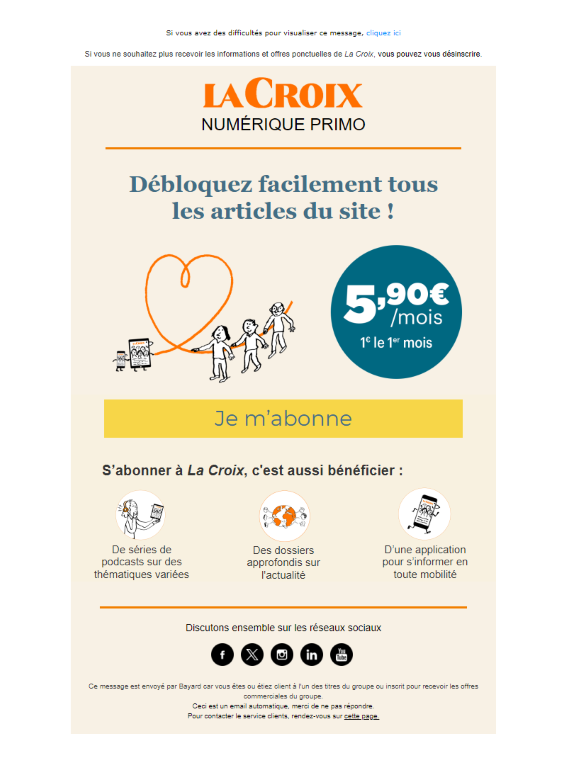 Si vous avez des difficultés pour visualiser ce message, cliquez ici
Si vous ne souhaitez plus recevoir les informations et offres ponctuelles de La Croix, vous pouvez vous désinscrire.
LA CROIX
NUMÉRIQUE PRIMO
Débloquez facilement tous
les articles du site !
5,90€
/mois
1€ le 1er mois
Je m'abonne
S'abonner à La Croix, c'est aussi bénéficier :
De séries de
podcasts sur des
thématiques variées
Des dossiers
approfondis sur
l'actualité
D'une application
pour s'informer en
toute mobilité
Discutons ensemble sur les réseaux sociaux
f
X
in
You
Tube
Ce message est envoyé par Bayard car vous êtes ou étiez client à l'un des titres du groupe ou inscrit pour recevoir les offres
commerciales du groupe.
Ceci est un email automatique, merci de ne pas répondre.
Pour contacter le service clients, rendez-vous sur cette page.